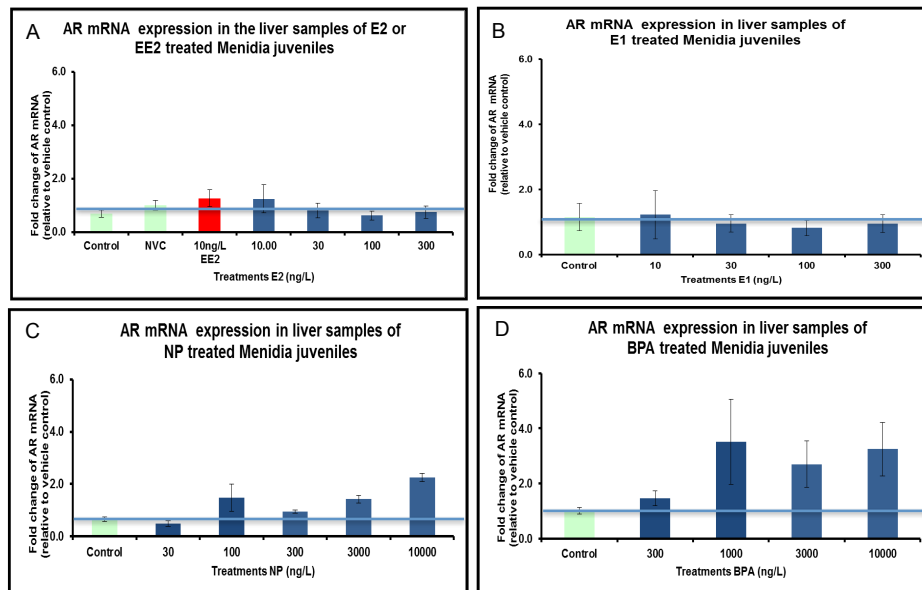 A
AR mRNA expression in the liver samples of E2 or
EE2 treated Menidia juveniles
Fold change of AR mRNA
(relative to vehicle control)
6.0
4.0
2.0
0.0
Control NVC 10ng/L 10.00 30 100 300
EE2
Treatments E2 (ng/L)
B
AR mRNA expression in liver samples of
E1 treated Menidia juveniles
Fold change of AR mRNA
(relative to vehicle control)
6.0
4.0
2.0
0.0
Control 10 30 100 300
Treatments E1 (ng/L)
C
AR mRNA expression in liver samples of
NP treated Menidia juveniles
Fold change of AR mRNA
(relative to vehicle control)
6.0
4.0
2.0
0.0
Control 30 100 300 3000 10000
Treatments NP (ng/L)
D
AR mRNA expression in liver samples of
BPA treated Menidia juveniles
Fold change of AR mRNA
(relative to vehicle control)
6.0
4.0
2.0
0.0
Control 300 1000 3000 10000
Treatments BPA (ng/L)